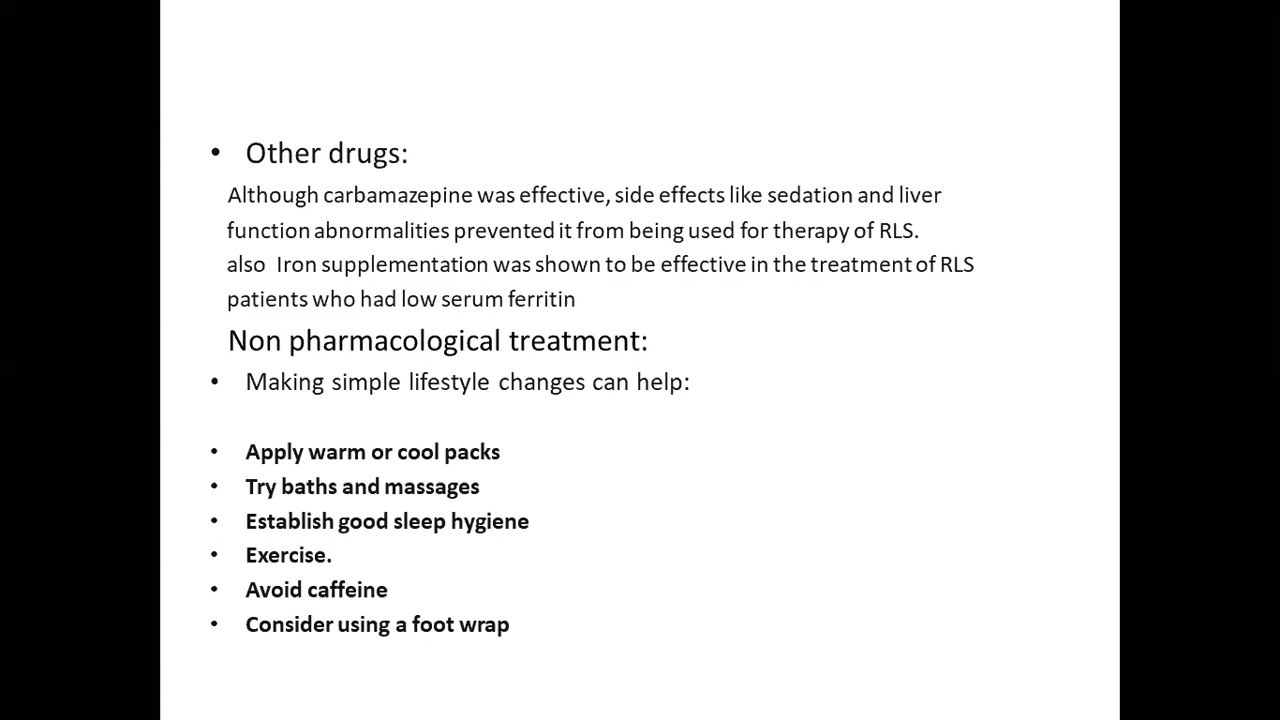 • Other drugs:
Although carbamazepine was effective, side effects like sedation and liver
function abnormalities prevented it from being used for therapy of RLS.
also Iron supplementation was shown to be effective in the treatment of RLS
patients who had low serum ferritin
Non pharmacological treatment:
• Making simple lifestyle changes can help:
• Apply warm or cool packs
• Try baths and massages
• Establish good sleep hygiene
• Exercise.
• Avoid caffeine
• Consider using a foot wrap